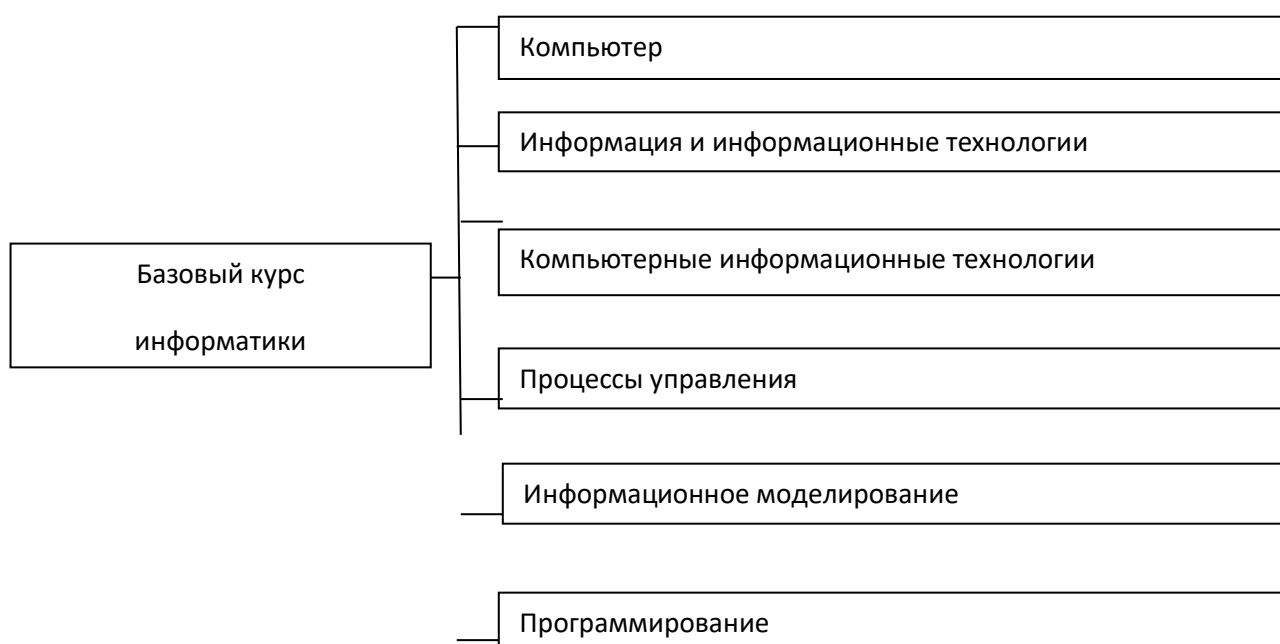 Компьютер
Информация и информационные технологии
Компьютерные информационные технологии
Базовый курс
информатики
Процессы управления
Информационное моделирование
Программирование